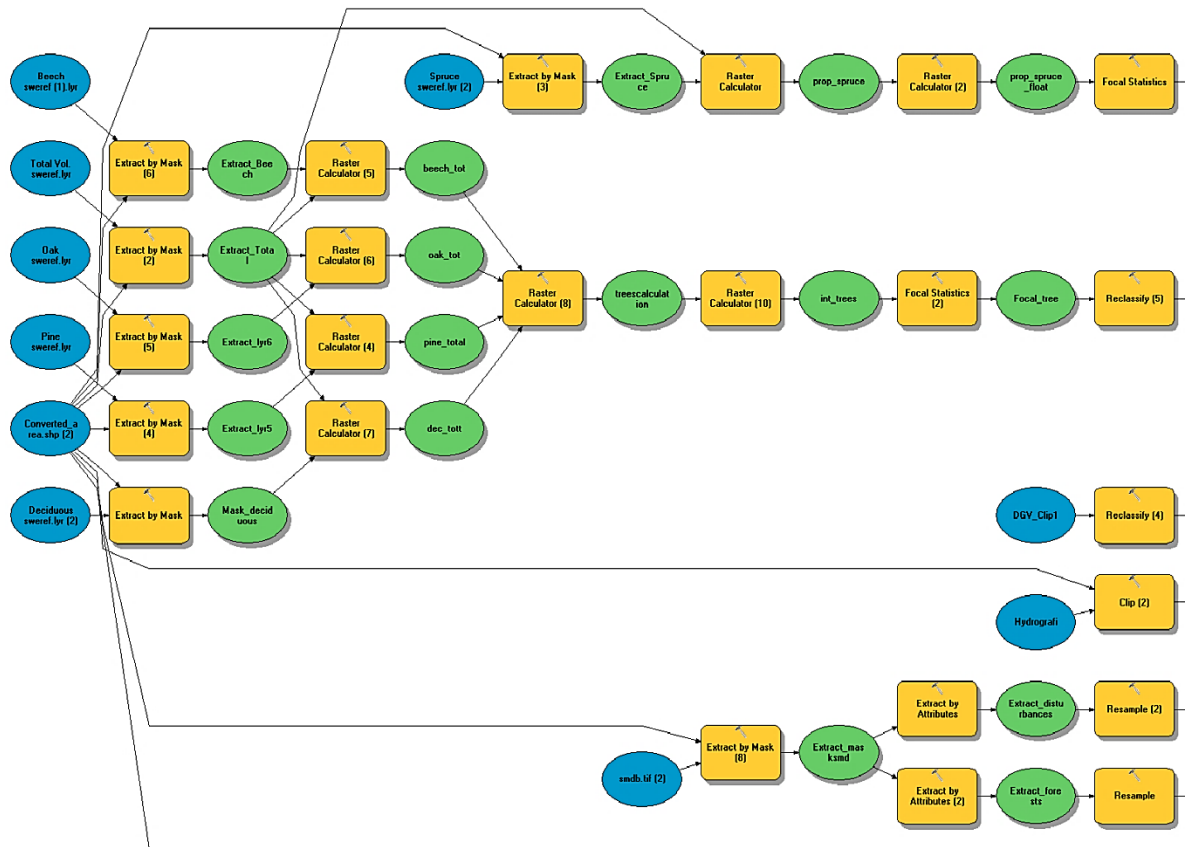 Beech
sweref (1).lyr
Spruce
sweref.lyr (2)
Extract by Mask
(3)
Extract_Spru
ce
Raster
Calculator
prop_spruce
Raster
Calculator (2)
prop_spruce
_float
Focal Statistics
Total Vol.
sweref.lyr
Extract by Mask
(6)
Extract_Bee
ch
Raster
Calculator (5)
beech_tot
Oak
sweref.lyr
Extract by Mask
(2)
Extract_Tota
l
Raster
Calculator (6)
oak_tot
Raster
Calculator (8)
treescalculat
ion
Raster
Calculator (10)
int_trees
Focal Statistics
(2)
Focal_tree
Reclassify (5)
Pine
sweref.lyr
Extract by Mask
(5)
Extract_lyr6
Raster
Calculator (4)
pine_total
Converted_a
rea.shp (2)
Extract by Mask
(4)
Extract_lyr5
Raster
Calculator (7)
dec_tott
Deciduous
sweref.lyr (2)
Extract by Mask
Mask_decid
uous
DGV_Clip1
Reclassify (4)
Clip (2)
Hydrografi
Extract by
Attributes
Extract_distu
rbances
Resample (2)
smdb.tif (2)
Extract by Mask
(8)
Extract_mas
ksmd
Extract by
Attributes (2)
Extract_fore
sts
Resample